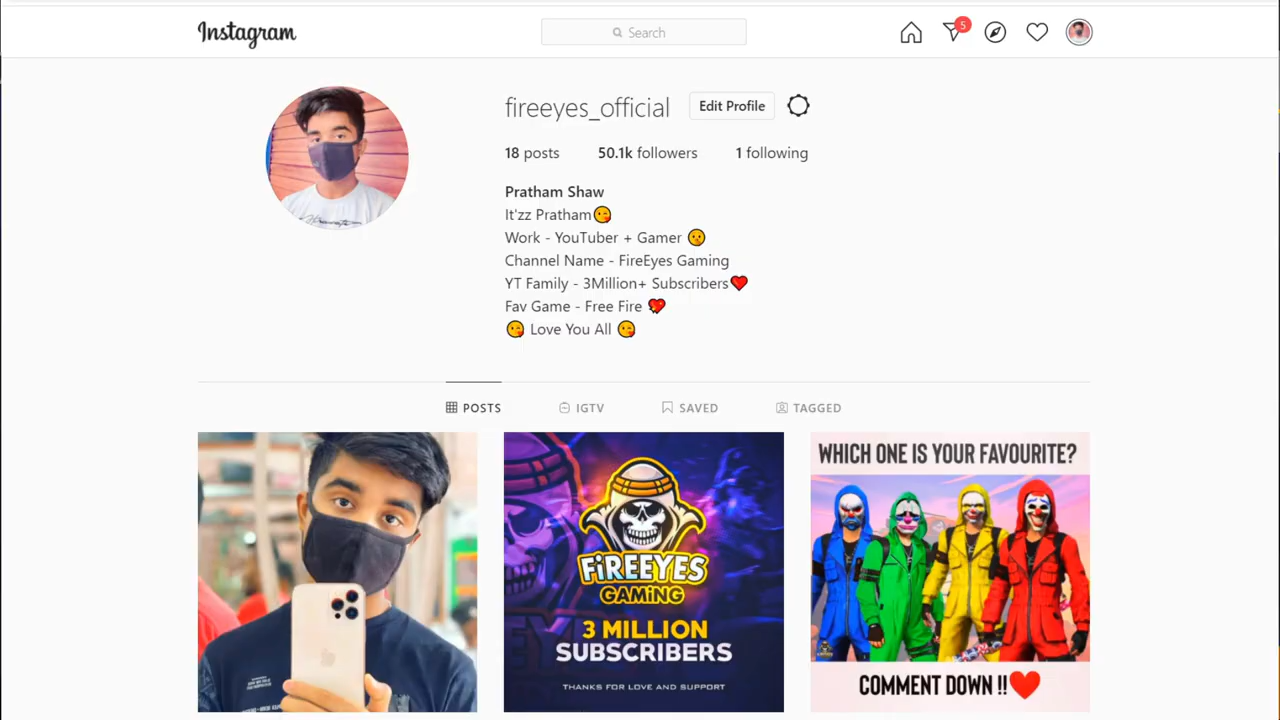 Instagram
Search
5
fireeyes_official
Edit Profile
18 posts
50.1k followers
1 following
Pratham Shaw
It'zz Pratham😘
Work - YouTuber + Gamer 😗
Channel Name - FireEyes Gaming
YT Family - 3Million+ Subscribers❤️
Fav Game - Free Fire 💖
😘 Love You All 😘
POSTS
IGTV
SAVED
TAGGED
FiREEYES
GAMiNG
3 MILLION
SUBSCRIBERS
THANKS FOR LOVE AND SUPPORT
WHICH ONE IS YOUR FAVOURITE?
COMMENT DOWN !!❤️